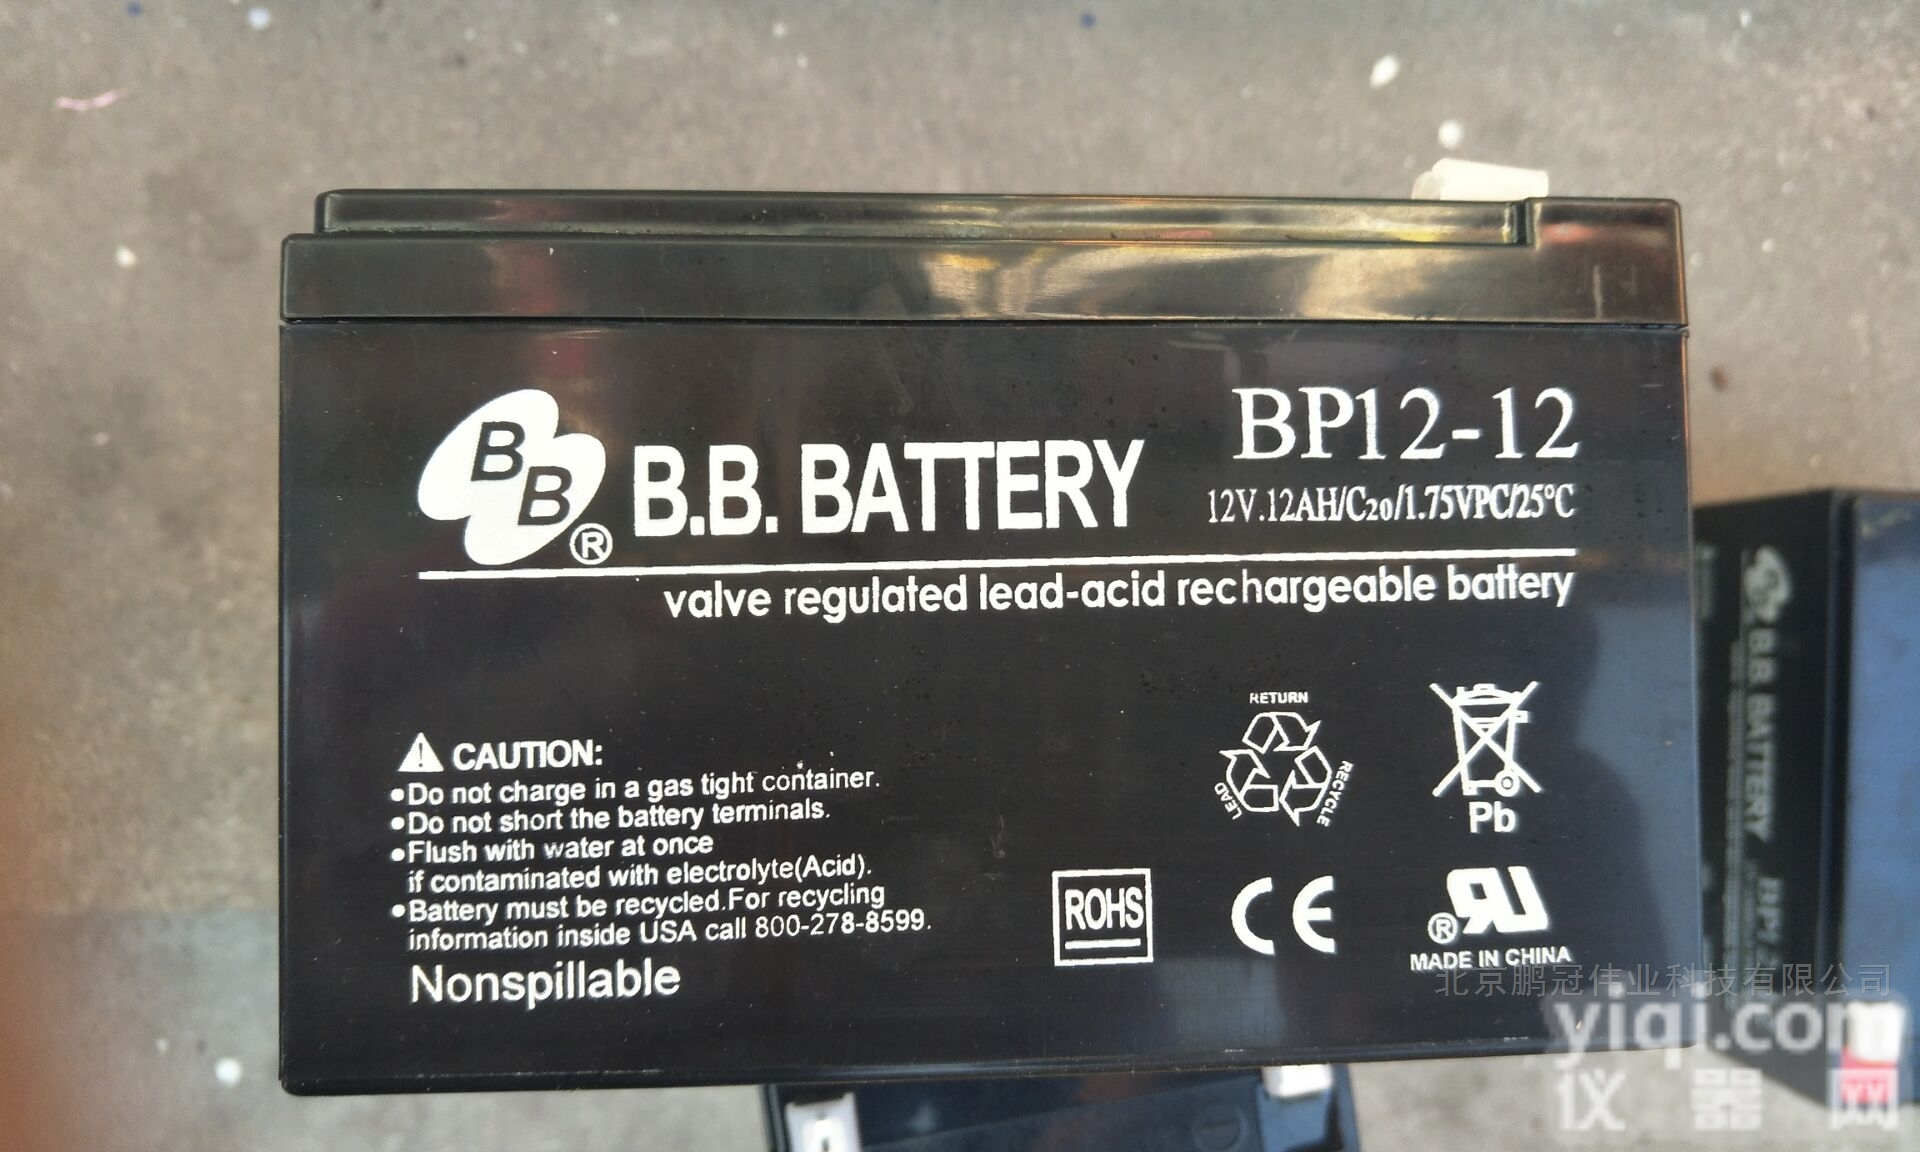 BB
®
B.B. BATTERY
BP12-12
12V.12AH/C20/1.75VPC/25°C
valve regulated lead-acid rechargeable battery
CAUTION:
•Do not charge in a gas tight container.
•Do not short the battery terminals.
•Flush with water at once
if contaminated with electrolyte(Acid).
•Battery must be recycled.For recycling
information inside USA call 800-278-8599.
Nonspillable
RETURN
LEAD
RECYCLE
Pb
ROHS
CE
®
RU
MADE IN CHINA
B.B. BATTERY
北京鹏冠伟业科技有限公司
yiqi.com
仪器网